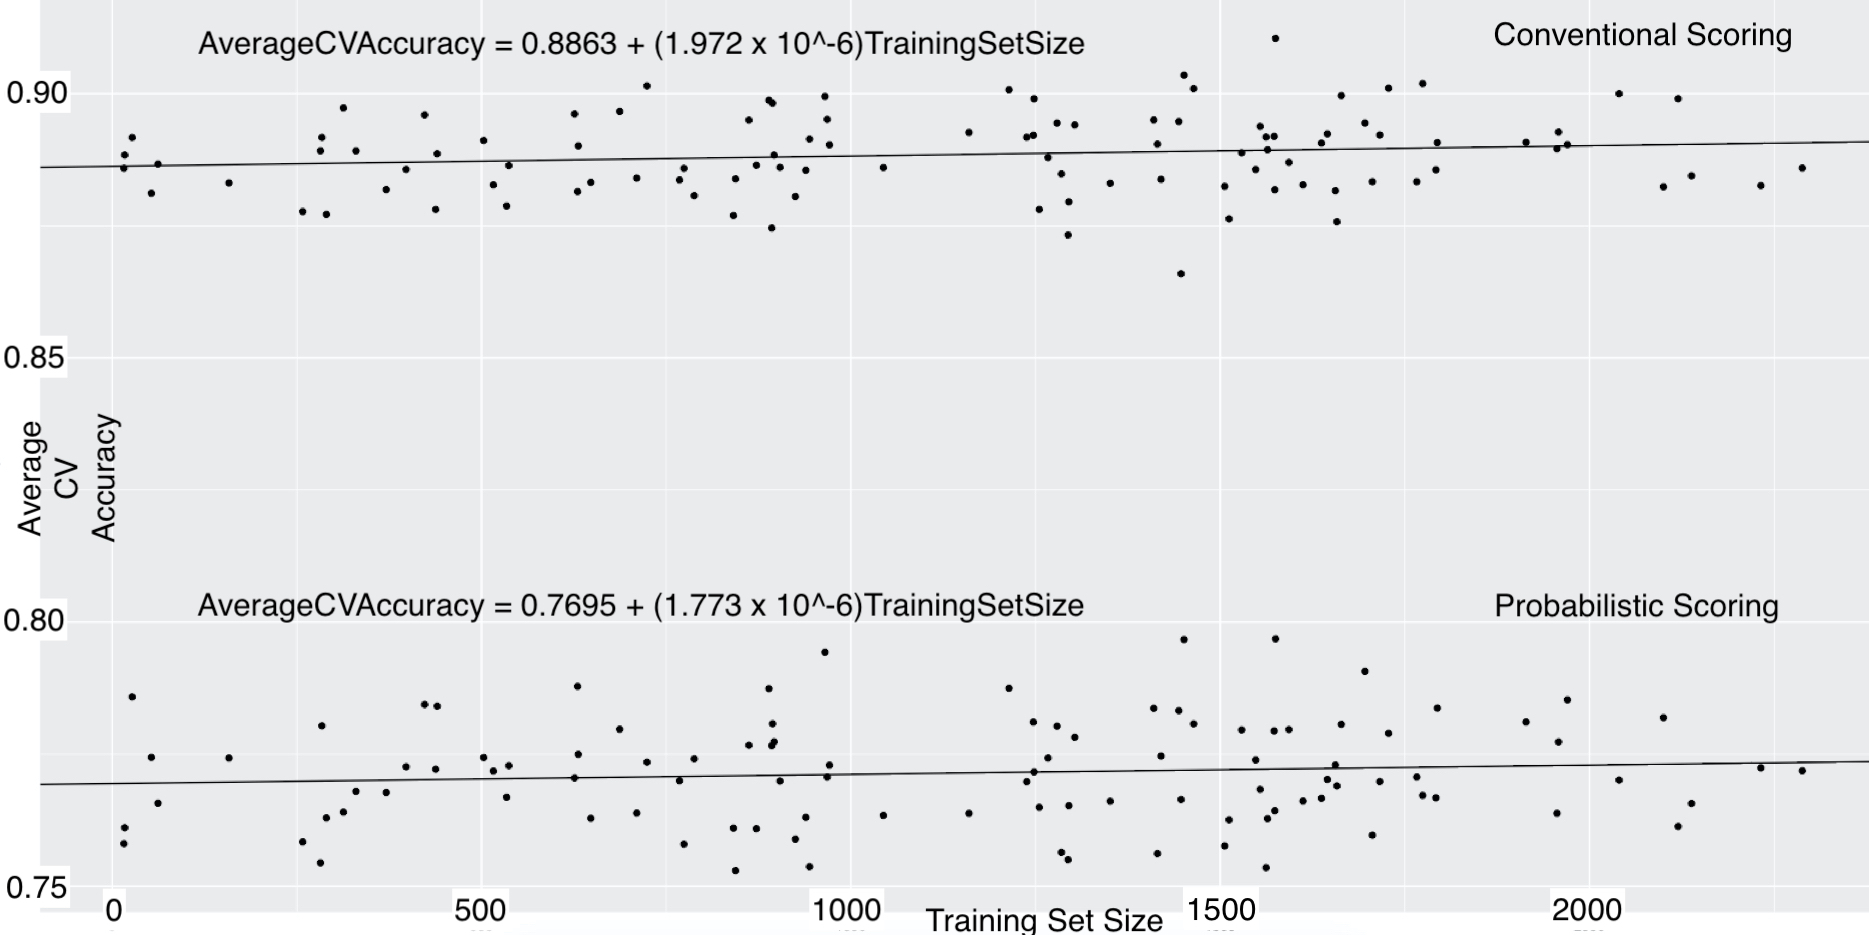 AverageCVAccuracy = 0.8863 + (1.972 x 10^-6)TrainingSetSize
Conventional Scoring
0.90
0.85
Average
CV
Accuracy
0.80
AverageCVAccuracy = 0.7695 + (1.773 x 10^-6)TrainingSetSize
Probabilistic Scoring
0.75
0
500
1000
1500
2000
Training Set Size